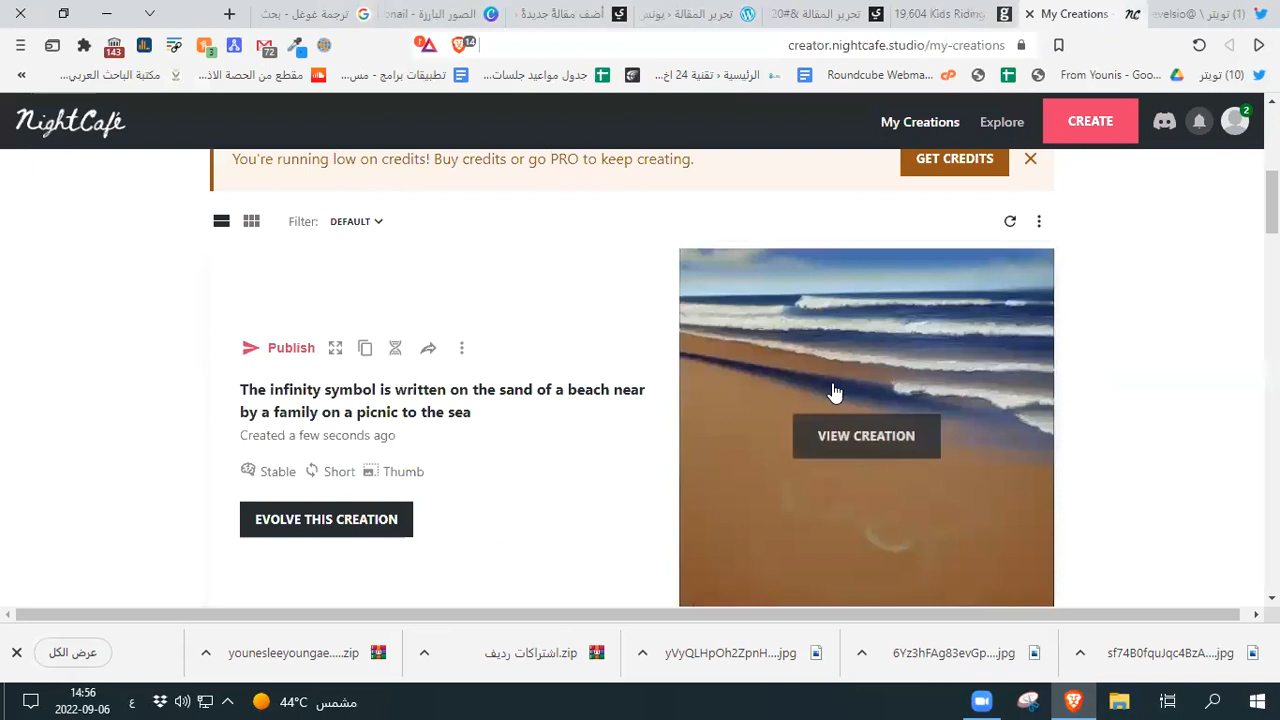 ترجمة غوغل - بحث
الصور البارزة - onail
أضف مقالةً جديدةً ‹
تحرير المقالة ‹ يونس
تحرير المقالة &#20
19,604 Kids Riding
My Creations
evelsio@ تويتر (1
creator.nightcafe.studio/my-creations
14
72
3
143
مكتبة الباحث العربي...
مقطع من الحصة الاذ...
تطبيقات برامج - مس...
جدول مواعيد جلسات...
الرئيسية - تقنية 24 اخ...
Roundcube Webma...
From Younis - Goo...
(10) تويتر
NightCafé
My Creations
Explore
CREATE
2
You're running low on credits! Buy credits or go PRO to keep creating.
GET CREDITS
Filter:
DEFAULT
Publish
The infinity symbol is written on the sand of a beach near
by a family on a picnic to the sea
Created a few seconds ago
Stable
Short
Thumb
EVOLVE THIS CREATION
VIEW CREATION
عرض الكل
younesleeyoungae....zip
اشتراكات رديف.zip
yVyQLHpOh2ZpnH....jpg
6Yz3hFAg83evGp....jpg
sf74B0fquJqc4BzA....jpg
14:56
2022-09-06
ع
44°C
مشمس